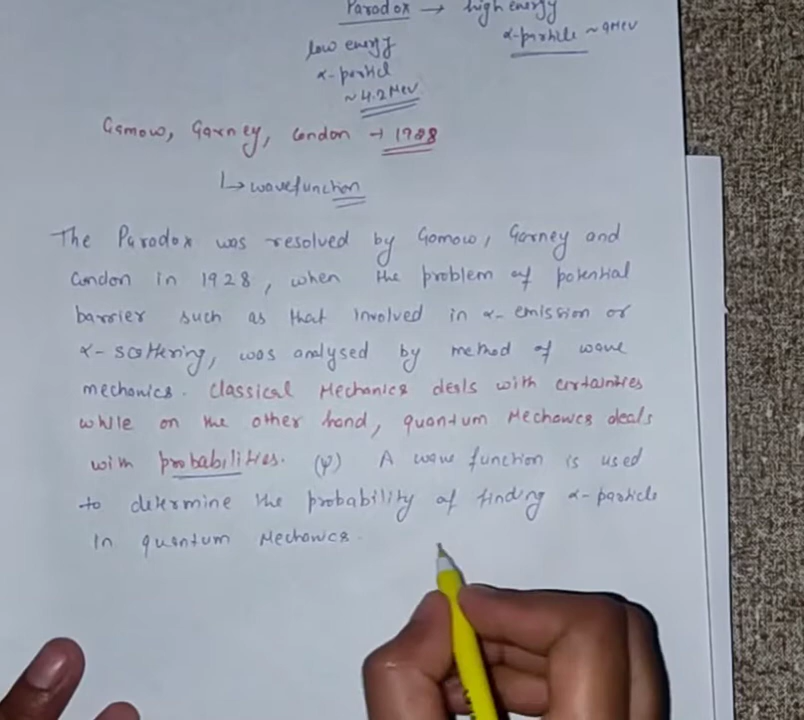 Paradox → high energy
α-particle ~ 9MeV
low energy
α-particl
~ 4.2 MeV
Gamow, Garney, Condon → 1928
↳ wavefunction
The Paradox was resolved by Gamow, Garney and
Condon in 1928, when the problem of potential
barrier such as that involved in α- emission or
α- scattering, was analysed by method of wave
mechanics. Classical Mechanics deals with certainties
while on the other hand, quantum Mechanics deals
with probabilities. (Ψ) A wave function is used
to determine the probability of finding α-particle
in quantum Mechanics.